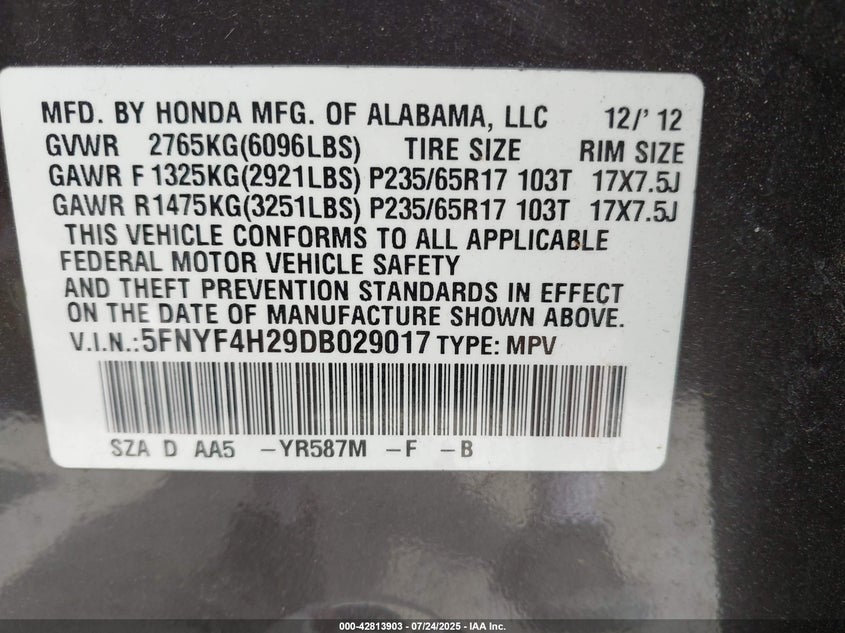 MFD. BY HONDA MFG. OF ALABAMA, LLC 12/' 12
GVWR 2765KG(6096LBS) TIRE SIZE RIM SIZE
GAWR F 1325KG(2921LBS) P235/65R17 103T 17X7.5J
GAWR R1475KG(3251LBS) P235/65R17 103T 17X7.5J
THIS VEHICLE CONFORMS TO ALL APPLICABLE
FEDERAL MOTOR VEHICLE SAFETY
AND THEFT PREVENTION STANDARDS IN EFFECT
ON THE DATE OF MANUFACTURE SHOWN ABOVE.
V.I.N.:5FNYF4H29DB029017 TYPE: MPV
SZA D AA5 -YR587M -F -B
000-42813903 - 07/24/2025 - IAA Inc.